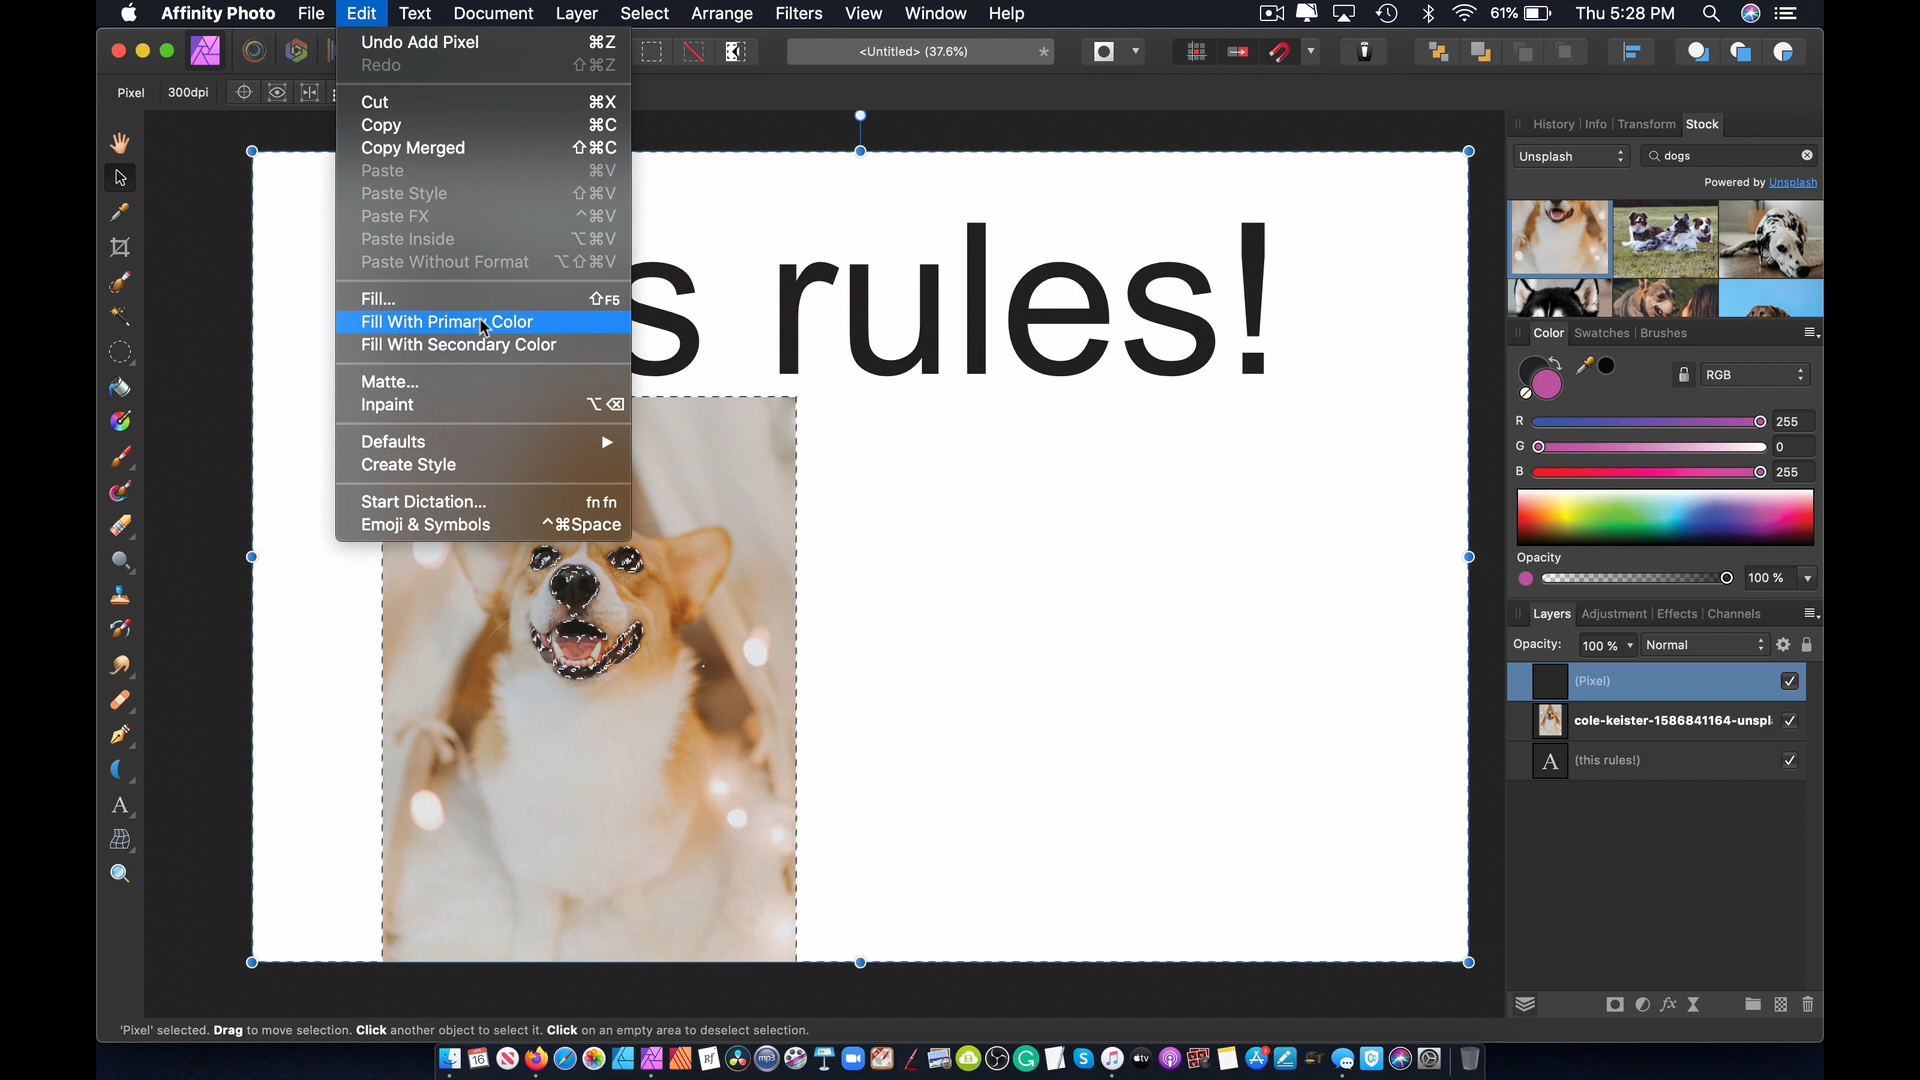 Affinity Photo File Edit Text Document Layer Select Arrange Filters View Window Help 61% Thu 5:28 PM
<Untitled> (37.6%) *
Pixel 300dpi
Undo Add Pixel ⌘Z
Redo ⇧⌘Z
Cut ⌘X
Copy ⌘C
Copy Merged ⇧⌘C
Paste ⌘V
Paste Style ⇧⌘V
Paste FX ^⌘V
Paste Inside ⌥⌘V
Paste Without Format ⌥⇧⌘V
Fill... ⇧F5
Fill With Primary Color
Fill With Secondary Color
Matte...
Inpaint ⌥⌫
Defaults ▶
Create Style
Start Dictation... fn fn
Emoji & Symbols ^⌘Space
s rules!
History Info Transform Stock
Unsplash dogs
Powered by Unsplash
Color Swatches Brushes
RGB
R 255
G 0
B 255
Opacity
100 %
Layers Adjustment Effects Channels
Opacity: 100 % Normal
(Pixel)
cole-keister-1586841164-unspl
A (this rules!)
'Pixel' selected. Drag to move selection. Click another object to select it. Click on an empty area to deselect selection.
16 mp3 tv